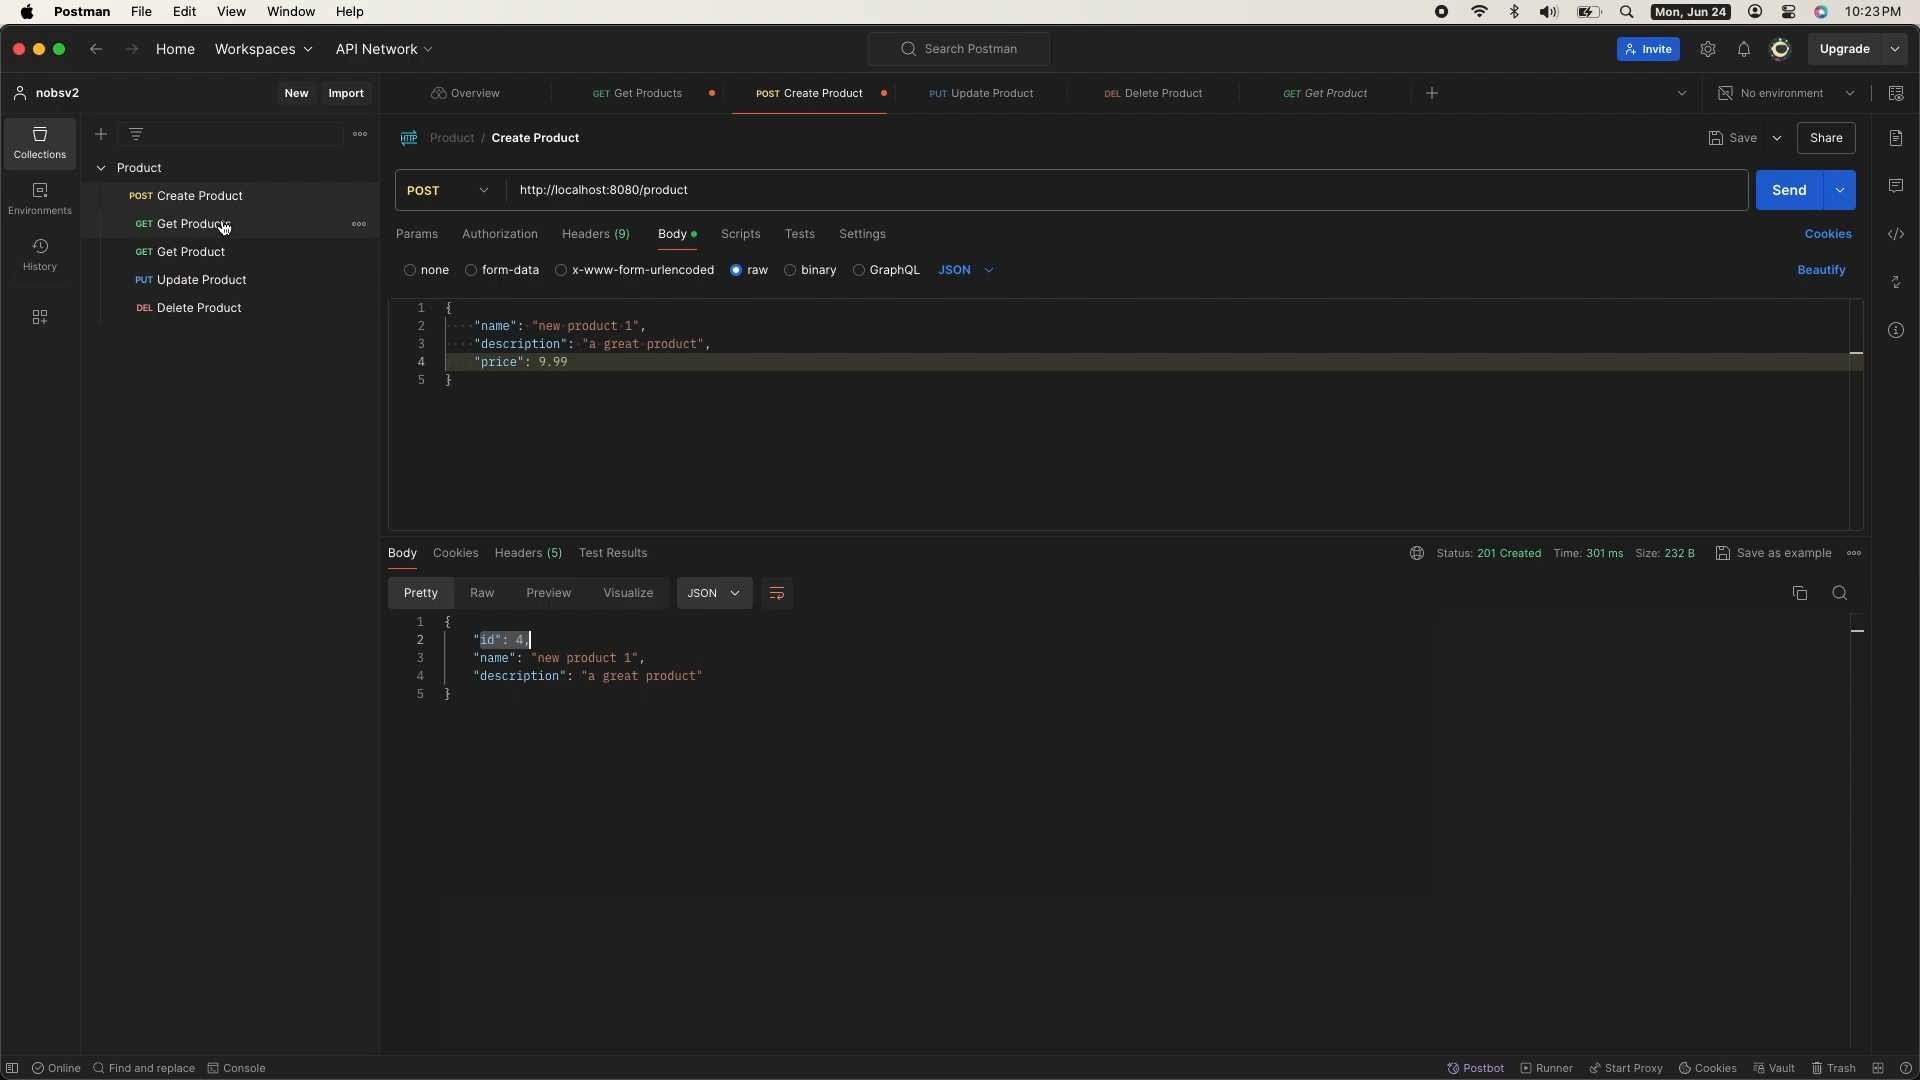 Postman File Edit View Window Help Mon, Jun 24 10:23 PM
Home Workspaces API Network Search Postman Invite Upgrade
nobsv2 New Import Overview GET Get Products POST Create Product PUT Update Product DEL Delete Product GET Get Product No environment
Collections
Environments
History
Product
POST Create Product
GET Get Products
GET Get Product
PUT Update Product
DEL Delete Product
HTTP Product / Create Product Save Share
POST http://localhost:8080/product Send
Params Authorization Headers (9) Body Scripts Tests Settings Cookies
none form-data x-www-form-urlencoded raw binary GraphQL JSON Beautify
1 {
2 "name": "new product 1",
3 "description": "a great product",
4 "price": 9.99
5 }
Body Cookies Headers (5) Test Results Status: 201 Created Time: 301 ms Size: 232 B Save as example
Pretty Raw Preview Visualize JSON
1 {
2 "id": 4,
3 "name": "new product 1",
4 "description": "a great product"
5 }
Online Find and replace Console Postbot Runner Start Proxy Cookies Vault Trash